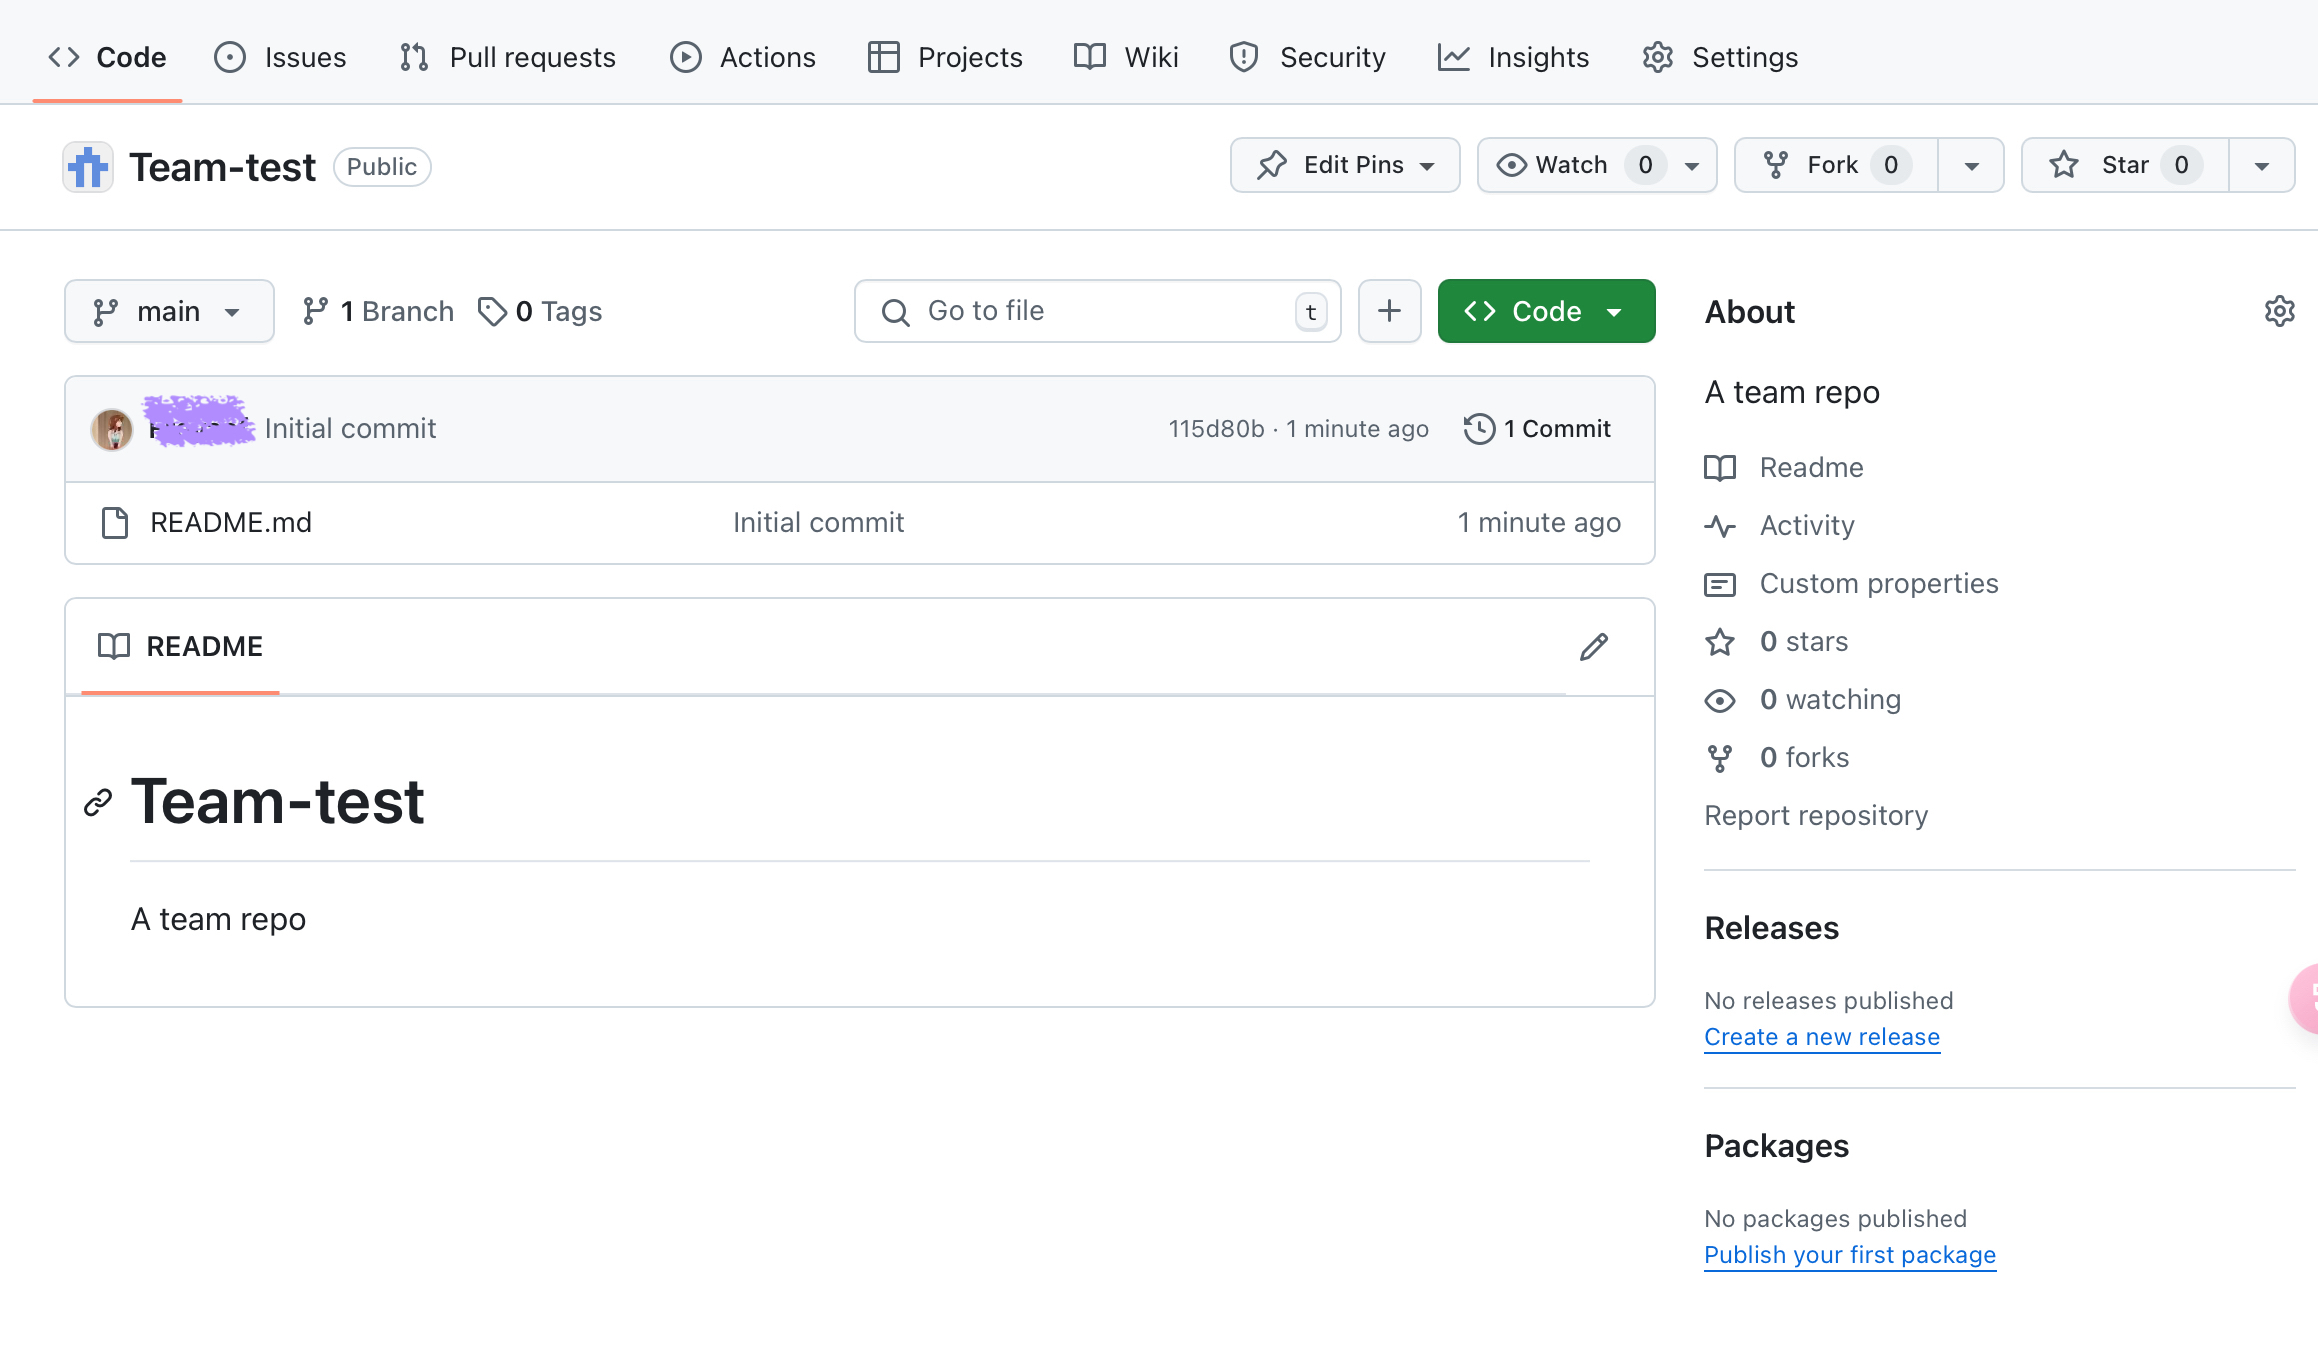 Code Issues Pull requests Actions Projects Wiki Security Insights Settings
Team-test Public Edit Pins Watch 0 Fork 0 Star 0
main 1 Branch 0 Tags Go to file t Code
Initial commit 115d80b · 1 minute ago 1 Commit
README.md Initial commit 1 minute ago
README
Team-test
A team repo
About
A team repo
Readme
Activity
Custom properties
0 stars
0 watching
0 forks
Report repository
Releases
No releases published
Create a new release
Packages
No packages published
Publish your first package